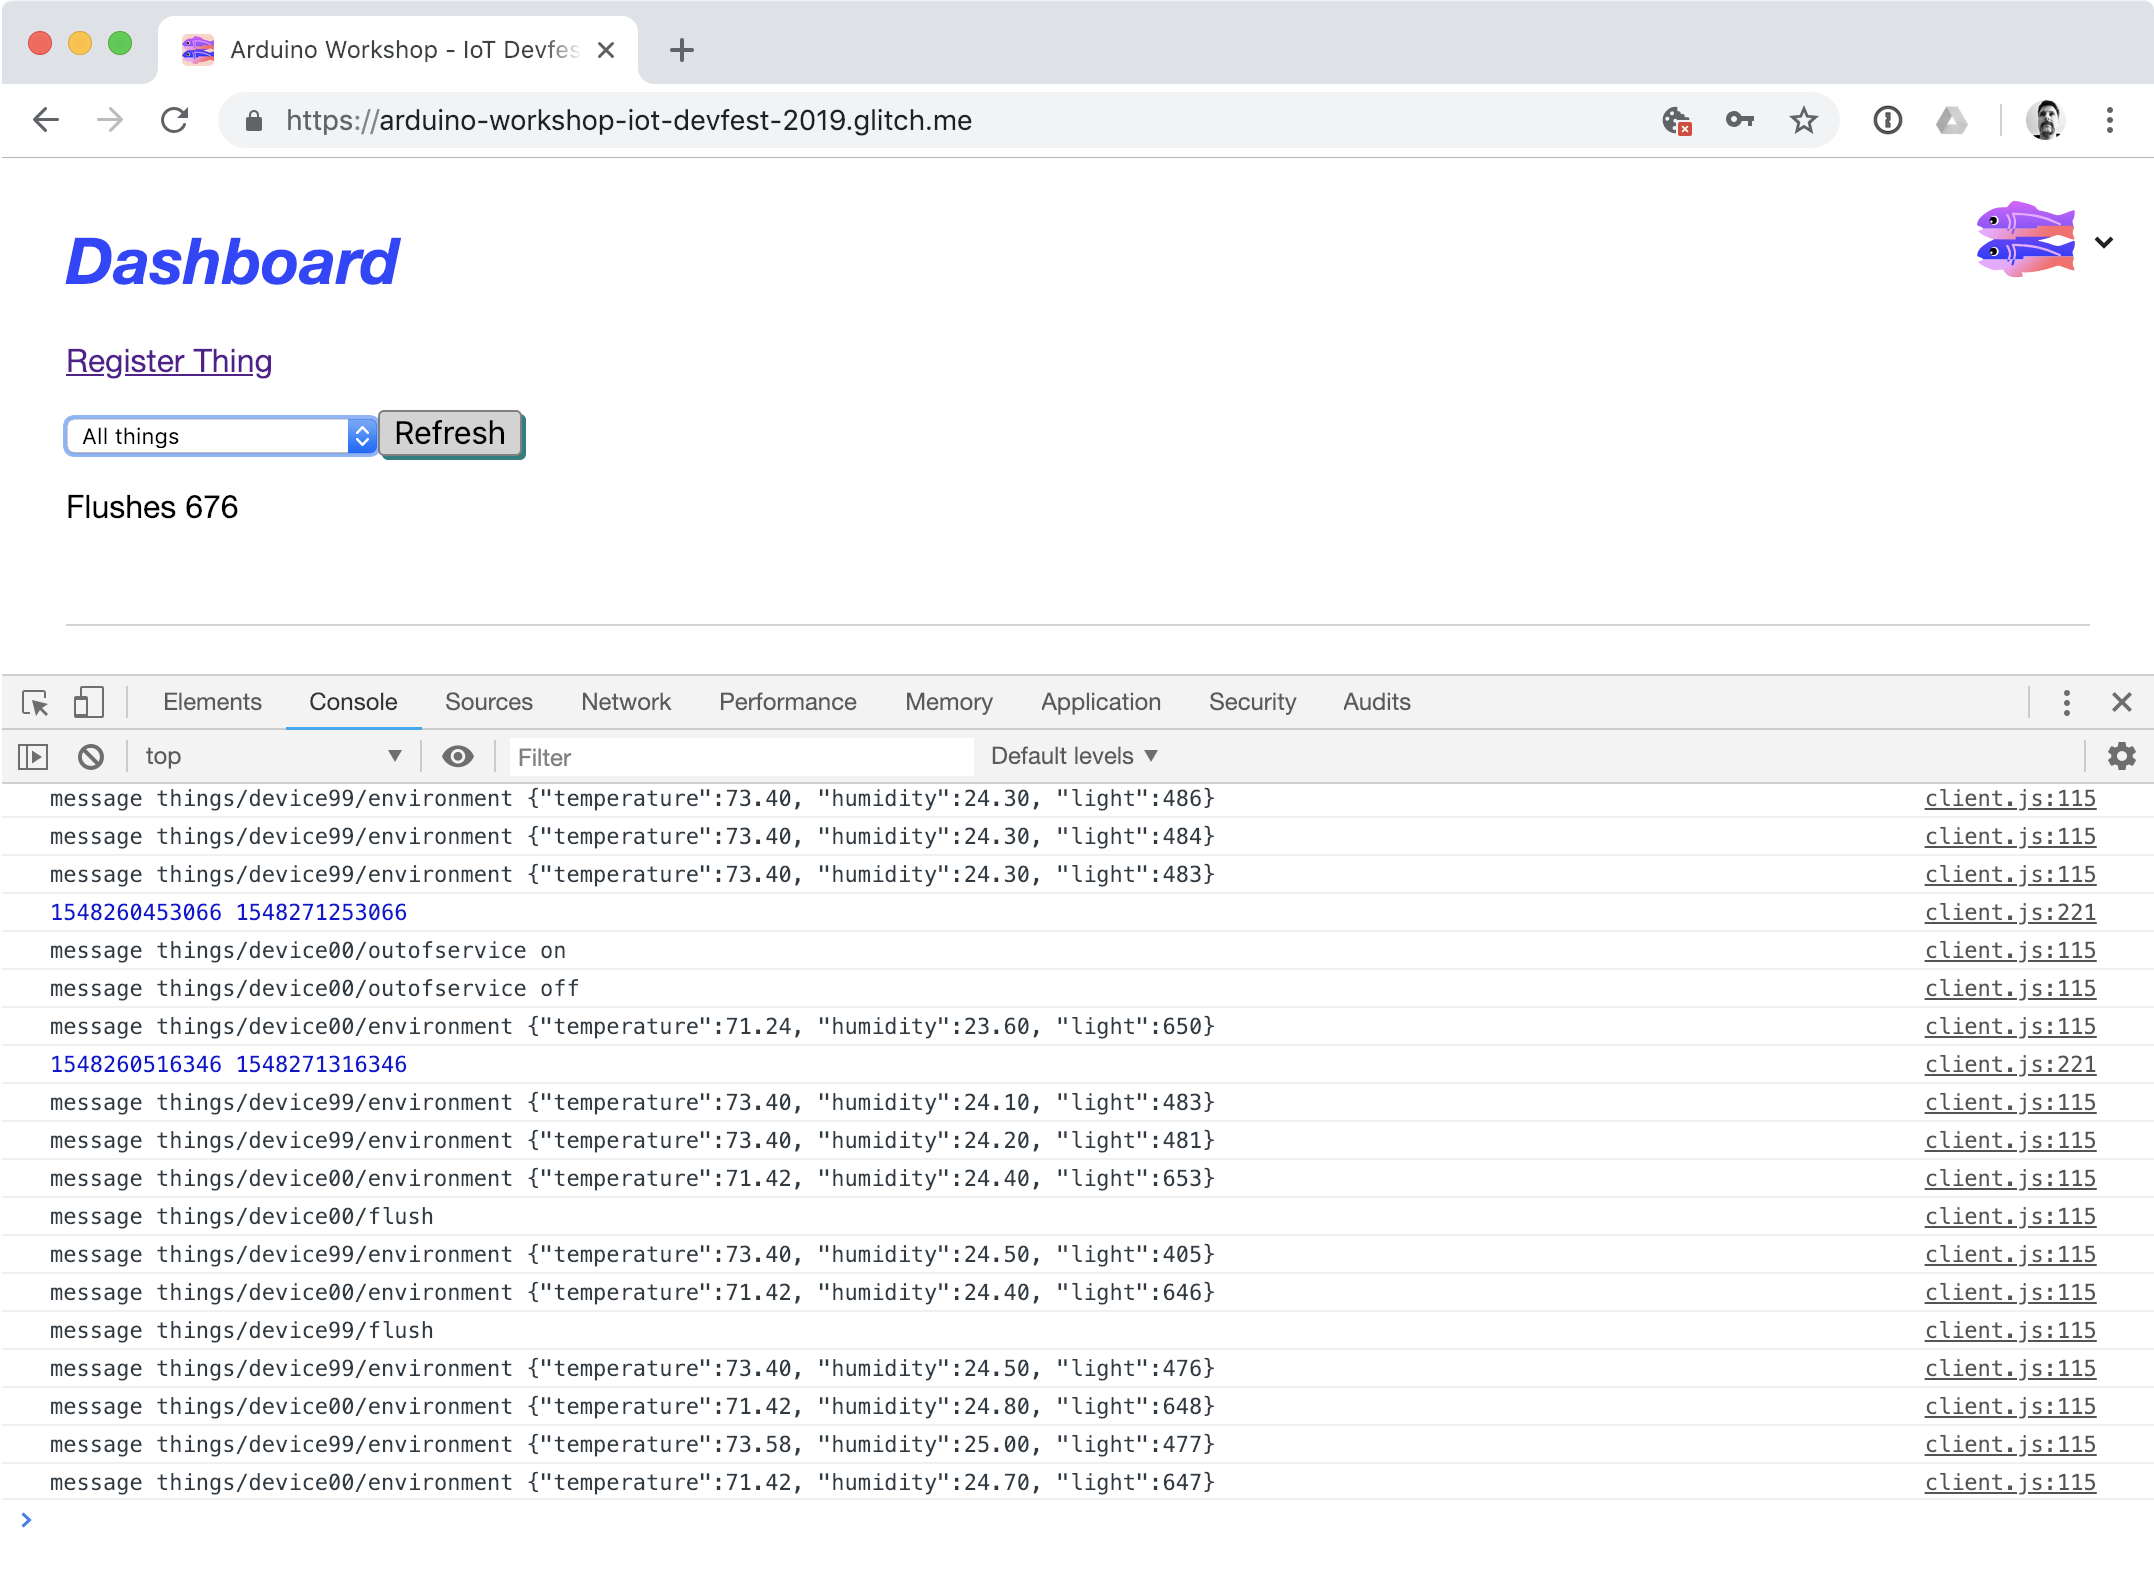 Arduino Workshop - IoT Devfes
https://arduino-workshop-iot-devfest-2019.glitch.me
Dashboard
Register Thing
All things Refresh
Flushes 676
Elements Console Sources Network Performance Memory Application Security Audits
top Filter Default levels
message things/device99/environment {"temperature":73.40, "humidity":24.30, "light":486} client.js:115
message things/device99/environment {"temperature":73.40, "humidity":24.30, "light":484} client.js:115
message things/device99/environment {"temperature":73.40, "humidity":24.30, "light":483} client.js:115
1548260453066 1548271253066 client.js:221
message things/device00/outofservice on client.js:115
message things/device00/outofservice off client.js:115
message things/device00/environment {"temperature":71.24, "humidity":23.60, "light":650} client.js:115
1548260516346 1548271316346 client.js:221
message things/device99/environment {"temperature":73.40, "humidity":24.10, "light":483} client.js:115
message things/device99/environment {"temperature":73.40, "humidity":24.20, "light":481} client.js:115
message things/device00/environment {"temperature":71.42, "humidity":24.40, "light":653} client.js:115
message things/device00/flush client.js:115
message things/device99/environment {"temperature":73.40, "humidity":24.50, "light":405} client.js:115
message things/device00/environment {"temperature":71.42, "humidity":24.40, "light":646} client.js:115
message things/device99/flush client.js:115
message things/device99/environment {"temperature":73.40, "humidity":24.50, "light":476} client.js:115
message things/device00/environment {"temperature":71.42, "humidity":24.80, "light":648} client.js:115
message things/device99/environment {"temperature":73.58, "humidity":25.00, "light":477} client.js:115
message things/device00/environment {"temperature":71.42, "humidity":24.70, "light":647} client.js:115